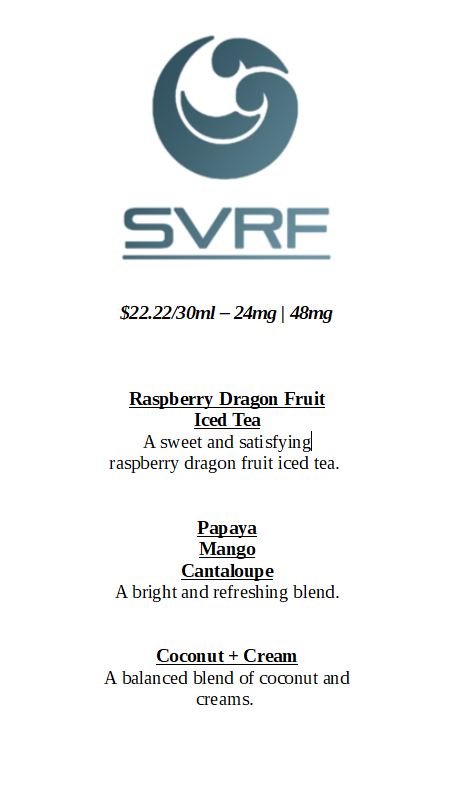 SVRF
$22.22/30ml – 24mg | 48mg
Raspberry Dragon Fruit
Iced Tea
A sweet and satisfying
raspberry dragon fruit iced tea.
Papaya
Mango
Cantaloupe
A bright and refreshing blend.
Coconut + Cream
A balanced blend of coconut and
creams.